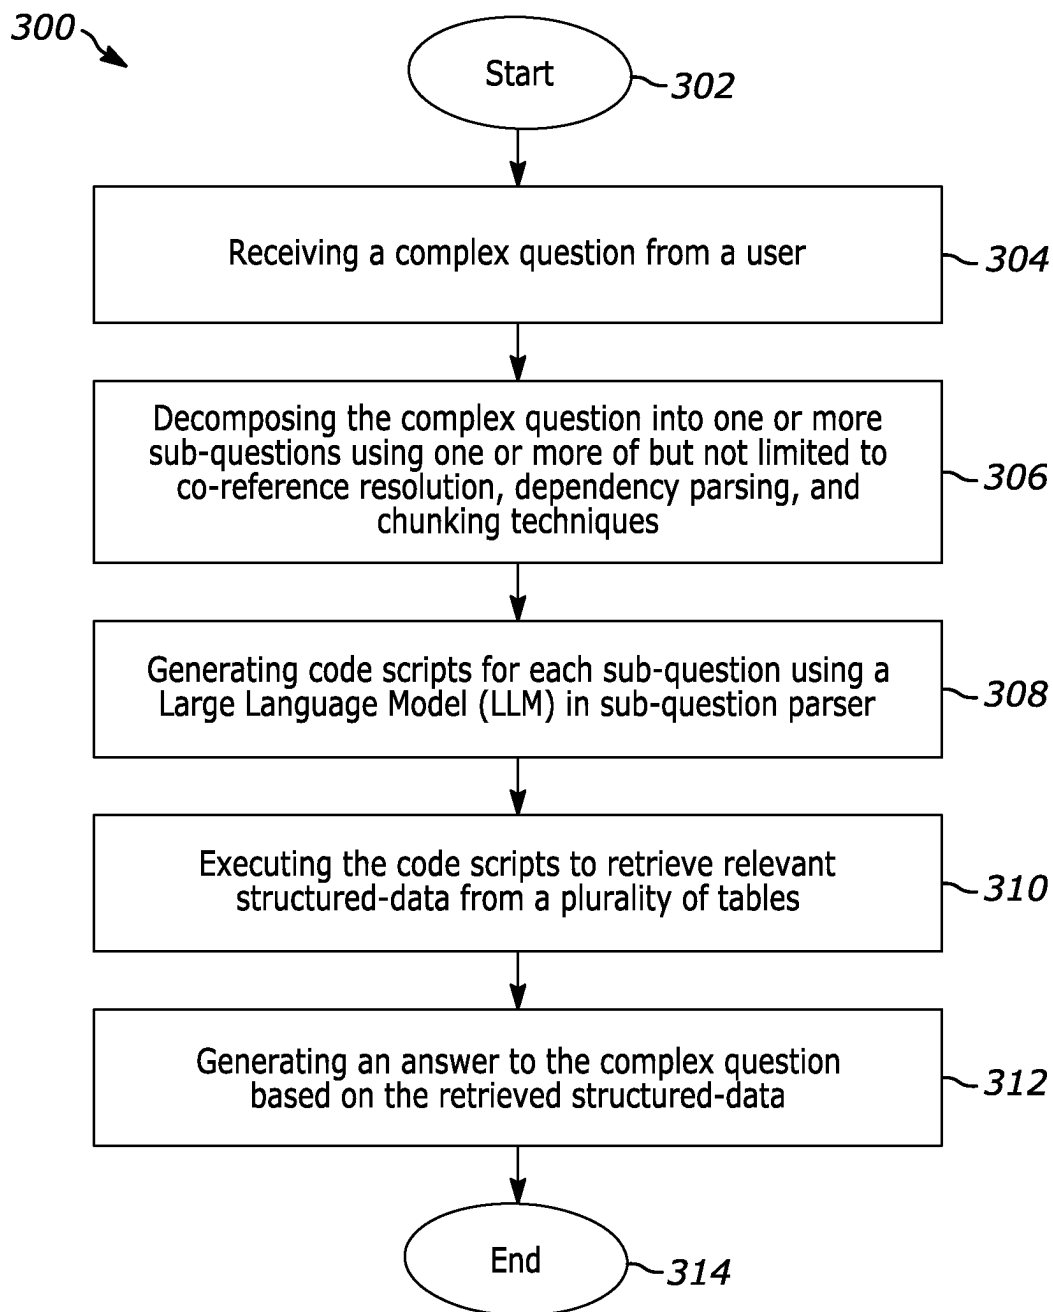 300
Start
302
Receiving a complex question from a user
304
Decomposing the complex question into one or more
sub-questions using one or more of but not limited to
co-reference resolution, dependency parsing, and
chunking techniques
306
Generating code scripts for each sub-question using a
Large Language Model (LLM) in sub-question parser
308
Executing the code scripts to retrieve relevant
structured-data from a plurality of tables
310
Generating an answer to the complex question
based on the retrieved structured-data
312
End
314